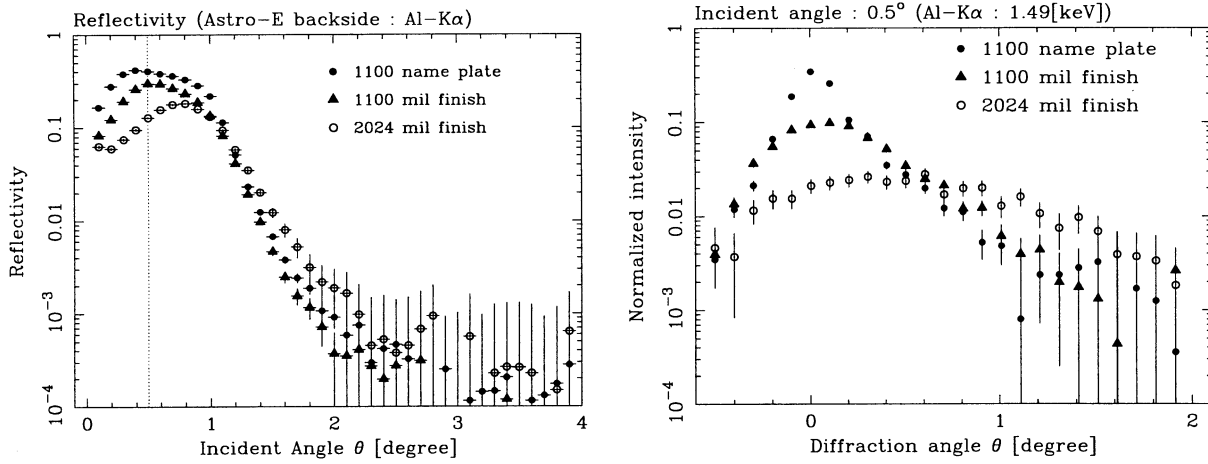 Reflectivity (Astro−E backside : Al−Kα)
1
0.1
0.01
10⁻³
10⁻⁴
Reflectivity
1100 name plate
1100 mil finish
2024 mil finish
0 1 2 3 4
Incident Angle θ [degree]
Incident angle : 0.5° (Al−Kα : 1.49[keV])
1
0.1
0.01
10⁻³
10⁻⁴
Normalized intensity
1100 name plate
1100 mil finish
2024 mil finish
0 1 2
Diffraction angle θ [degree]